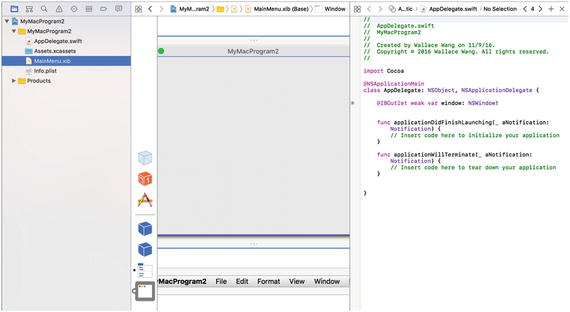 MyM...ram2
MainMenu.xib (Base)
Window
A...tic
AppDelegate.swift
No Selection
4
MyMacProgram2
MyMacProgram2
AppDelegate.swift
Assets.xcassets
MainMenu.xib
Info.plist
Products
MyMacProgram2
MacProgram2 File Edit Format View Window
//
// AppDelegate.swift
// MyMacProgram2
//
// Created by Wallace Wang on 11/9/16.
// Copyright © 2016 Wallace Wang. All rights reserved.
//
import Cocoa
@NSApplicationMain
class AppDelegate: NSObject, NSApplicationDelegate {
@IBOutlet weak var window: NSWindow!
func applicationDidFinishLaunching(_ aNotification:
Notification) {
// Insert code here to initialize your application
}
func applicationWillTerminate(_ aNotification:
Notification) {
// Insert code here to tear down your application
}
}